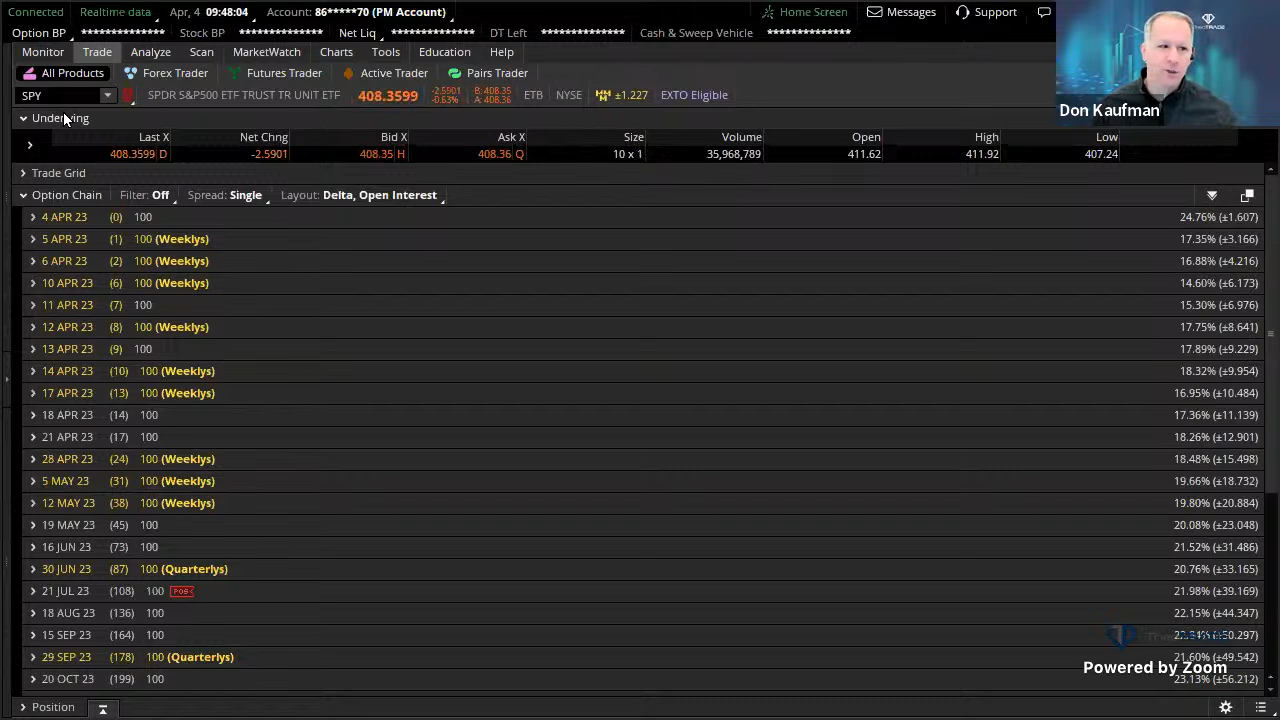 Connected Realtime data Apr, 4 09:48:04 Account: 86*****70 (PM Account) Home Screen Messages Support
Option BP ************** Stock BP ************** Net Liq ************** DT Left ************** Cash & Sweep Vehicle **************
Monitor Trade Analyze Scan MarketWatch Charts Tools Education Help
All Products Forex Trader Futures Trader Active Trader Pairs Trader
SPY SPDR S&P500 ETF TRUST TR UNIT ETF 408.3599 -2.5901 -0.63% B: 408.35 A: 408.36 ETB NYSE ±1.227 EXTO Eligible
Don Kaufman
Last X Net Chng Bid X Ask X Size Volume Open High Low
408.3599 D -2.5901 408.35 H 408.36 Q 10 x 1 35,968,789 411.62 411.92 407.24
Trade Grid
Option Chain Filter: Off Spread: Single Layout: Delta, Open Interest
4 APR 23 (0) 100 24.76% (±1.607)
5 APR 23 (1) 100 (Weeklys) 17.35% (±3.166)
6 APR 23 (2) 100 (Weeklys) 16.88% (±4.216)
10 APR 23 (6) 100 (Weeklys) 14.60% (±6.173)
11 APR 23 (7) 100 15.30% (±6.976)
12 APR 23 (8) 100 (Weeklys) 17.75% (±8.641)
13 APR 23 (9) 100 17.89% (±9.229)
14 APR 23 (10) 100 (Weeklys) 18.32% (±9.954)
17 APR 23 (13) 100 (Weeklys) 16.95% (±10.484)
18 APR 23 (14) 100 17.36% (±11.139)
21 APR 23 (17) 100 18.26% (±12.901)
28 APR 23 (24) 100 (Weeklys) 18.48% (±15.498)
5 MAY 23 (31) 100 (Weeklys) 19.66% (±18.732)
12 MAY 23 (38) 100 (Weeklys) 19.80% (±20.884)
19 MAY 23 (45) 100 20.08% (±23.048)
16 JUN 23 (73) 100 21.52% (±31.486)
30 JUN 23 (87) 100 (Quarterlys) 20.76% (±33.165)
21 JUL 23 (108) 100 POS 21.98% (±39.169)
18 AUG 23 (136) 100 22.15% (±44.347)
15 SEP 23 (164) 100
29 SEP 23 (178) 100 (Quarterlys) 21.60% (±49.542)
Powered by Zoom
20 OCT 23 (199) 100 23.13% (±56.212)
Position